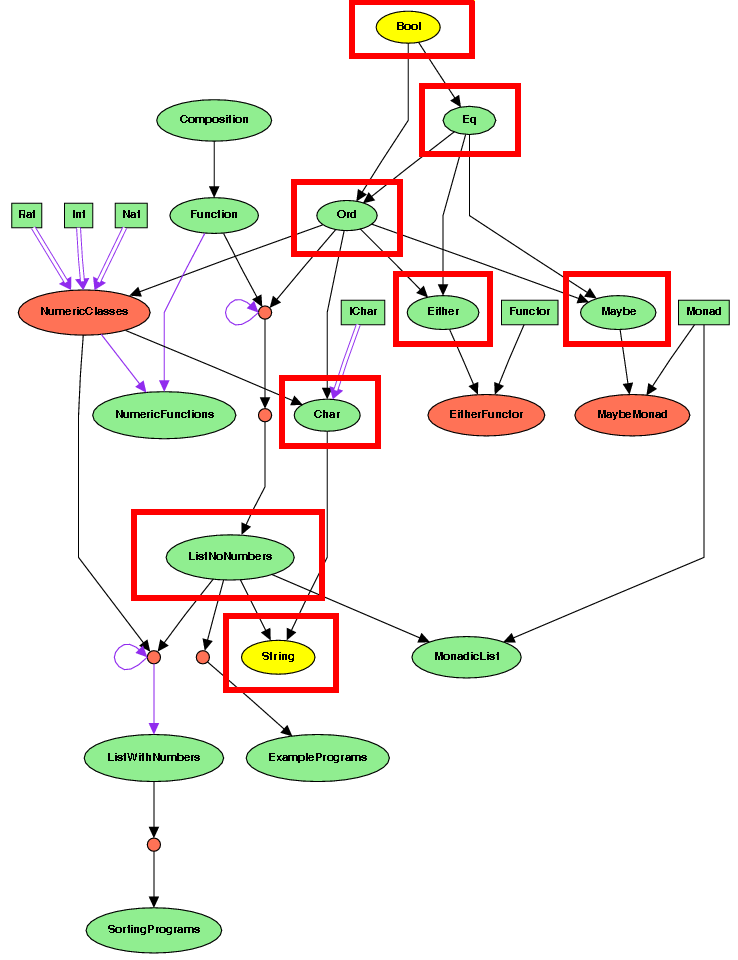 Bool
Eq
Composition
Rat
Int
Nat
Function
Ord
NumericClasses
IChar
Either
Functor
Maybe
Monad
NumericFunctions
Char
EitherFunctor
MaybeMonad
ListNoNumbers
String
MonadicList
ListWithNumbers
ExamplePrograms
SortingPrograms